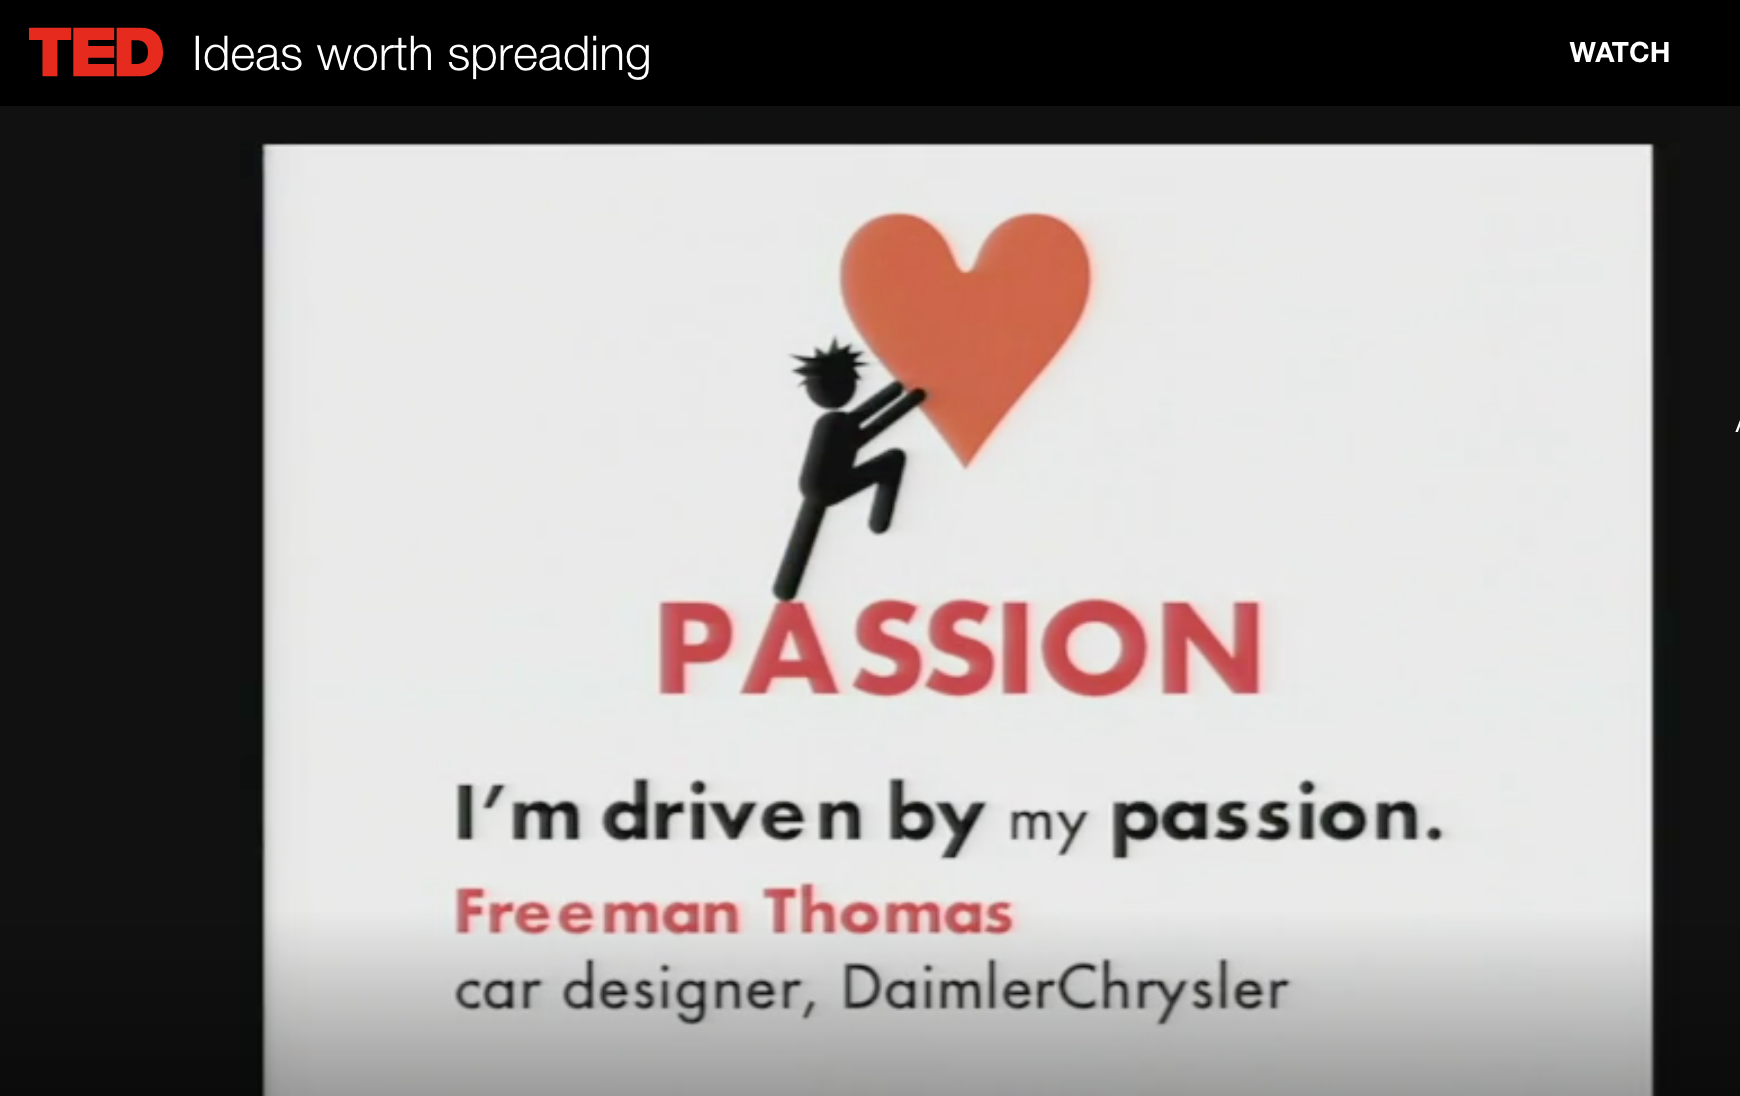 TED Ideas worth spreading WATCH
PASSION
I’m driven by my passion.
Freeman Thomas
car designer, DaimlerChrysler